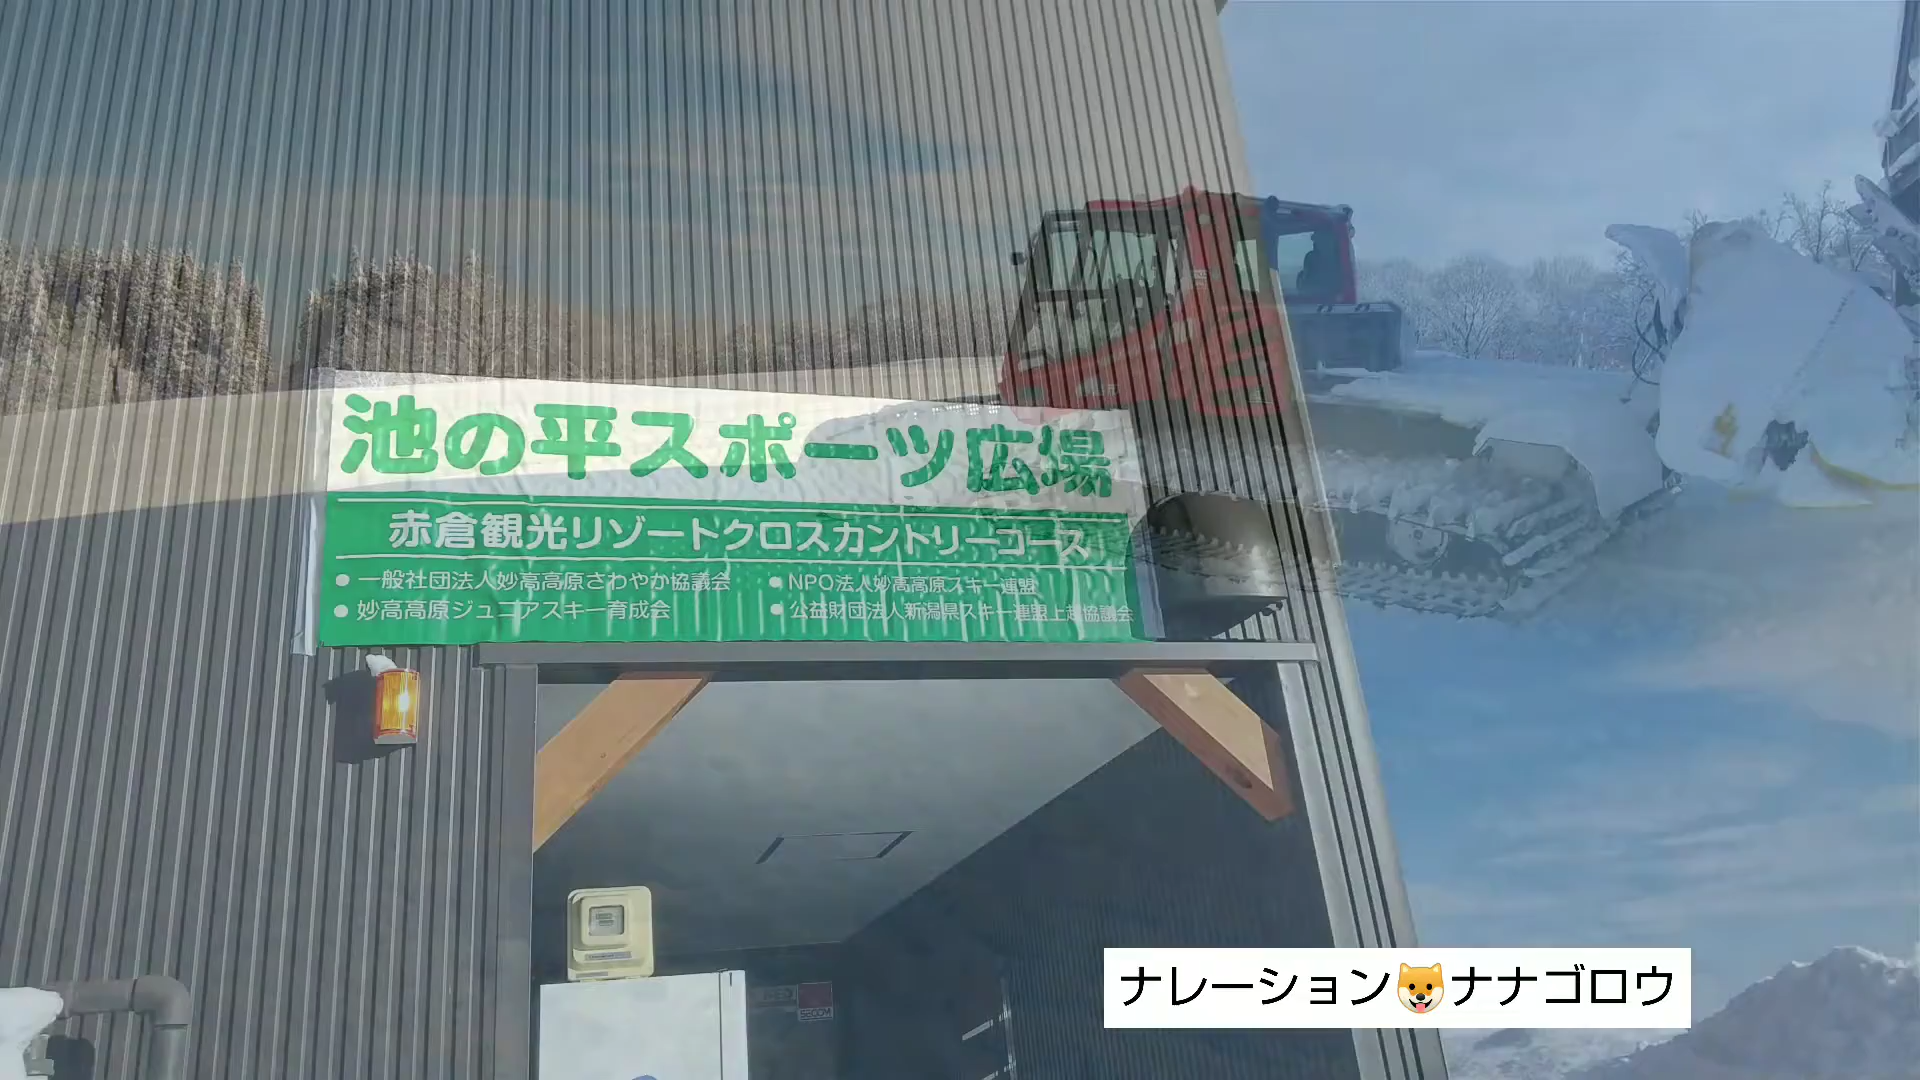 池の平スポーツ広場
赤倉観光リゾートクロスカントリーコース
● 一般社団法人妙高高原さわやか協議会 ● NPO法人妙高高原スキー連盟
● 妙高高原ジュニアスキー育成会 ● 公益財団法人新潟県スキー連盟上越協議会
SECOM
ナレーション🐶ナナゴロウ